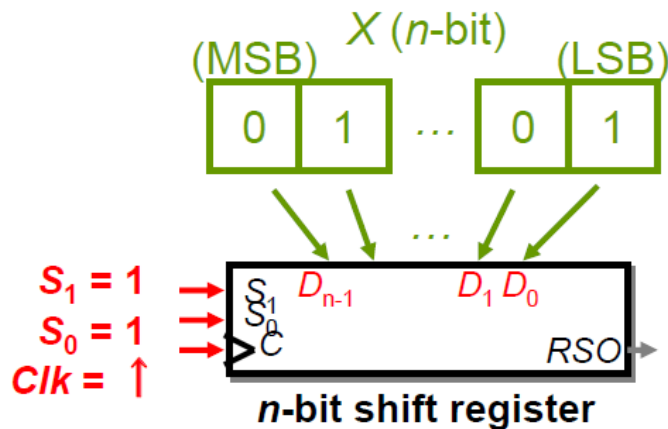 X (n-bit)
(MSB) (LSB)
0 1 ... 0 1
...
S₁ = 1
S₀ = 1
Clk = ↑
S₁ Dₙ₋₁ D₁ D₀
S₀
C
RSO
n-bit shift register